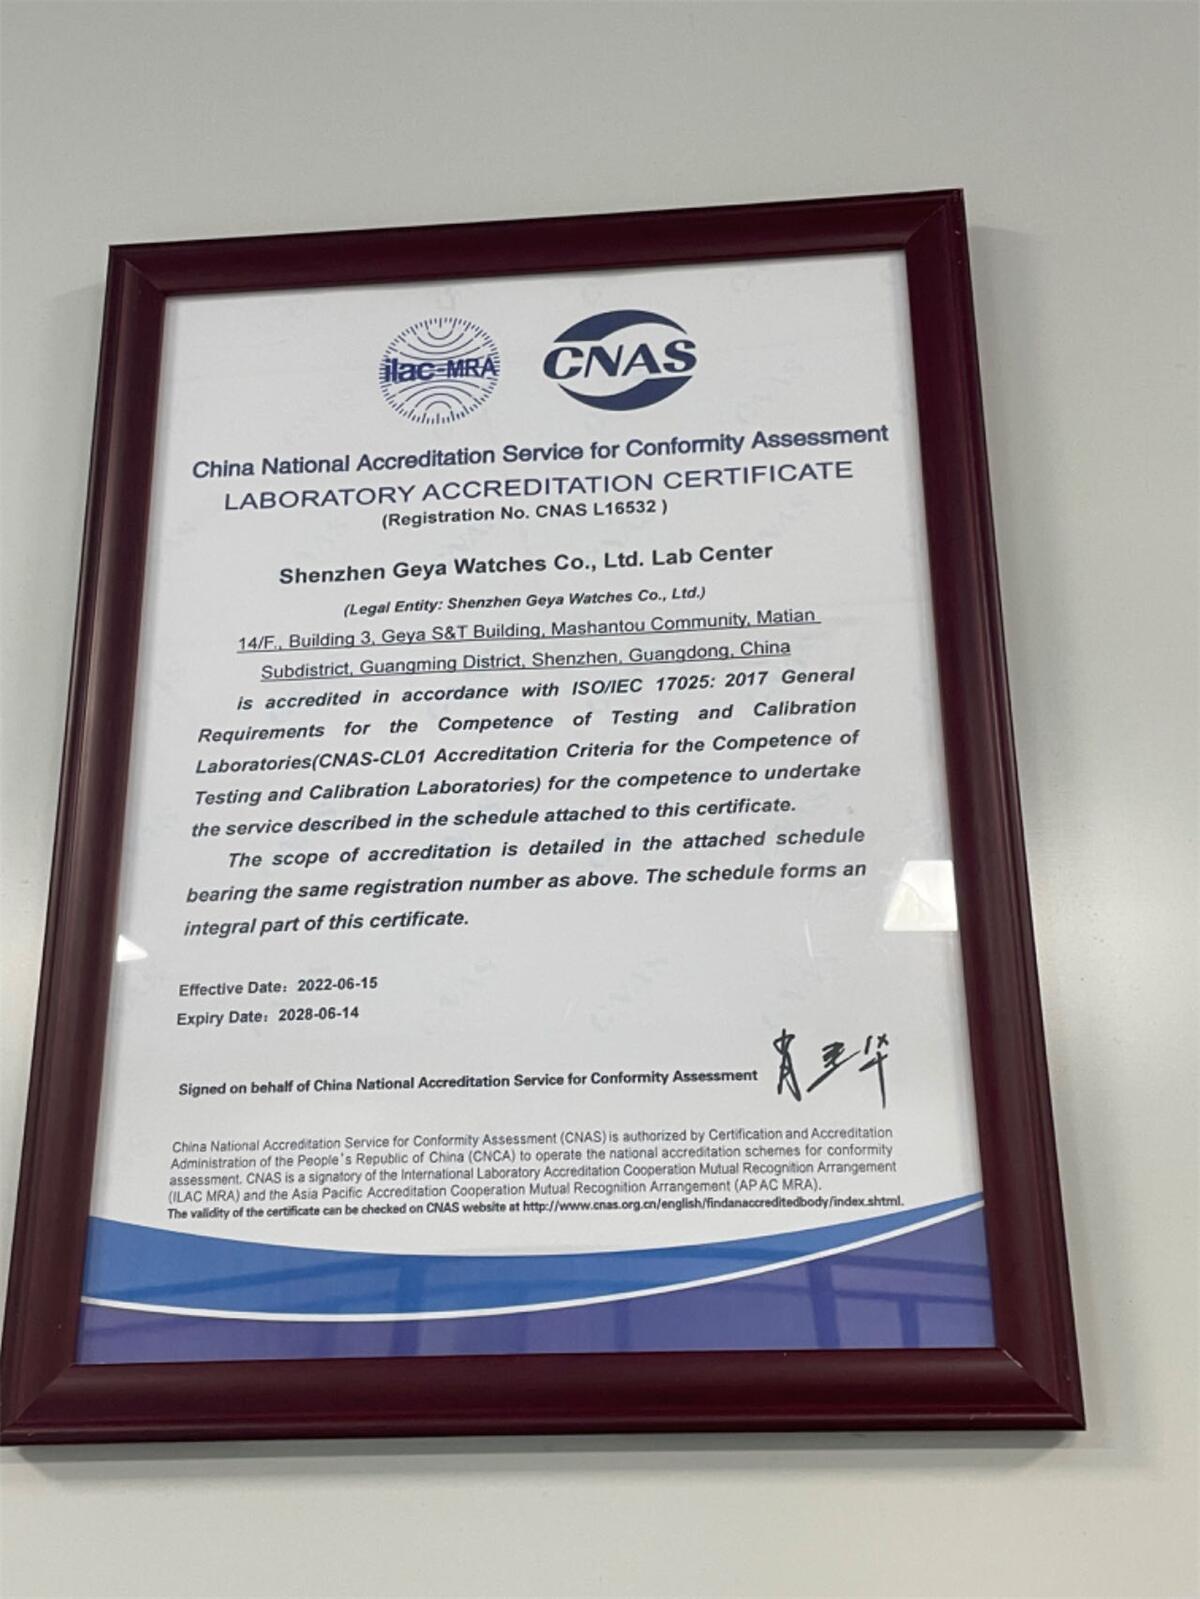 ilac-MRA
CNAS
China National Accreditation Service for Conformity Assessment
LABORATORY ACCREDITATION CERTIFICATE
(Registration No. CNAS L16532 )
Shenzhen Geya Watches Co., Ltd. Lab Center
(Legal Entity: Shenzhen Geya Watches Co., Ltd.)
14/F., Building 3, Geya S&T Building, Mashantou Community, Matian
Subdistrict, Guangming District, Shenzhen, Guangdong, China
is accredited in accordance with ISO/IEC 17025: 2017 General
Requirements for the Competence of Testing and Calibration
Laboratories(CNAS-CL01 Accreditation Criteria for the Competence of
Testing and Calibration Laboratories) for the competence to undertake
the service described in the schedule attached to this certificate.
The scope of accreditation is detailed in the attached schedule
bearing the same registration number as above. The schedule forms an
integral part of this certificate.
Effective Date: 2022-06-15
Expiry Date: 2028-06-14
Signed on behalf of China National Accreditation Service for Conformity Assessment
China National Accreditation Service for Conformity Assessment (CNAS) is authorized by Certification and Accreditation
Administration of the People's Republic of China (CNCA) to operate the national accreditation schemes for conformity
assessment. CNAS is a signatory of the International Laboratory Accreditation Cooperation Mutual Recognition Arrangement
(ILAC MRA) and the Asia Pacific Accreditation Cooperation Mutual Recognition Arrangement (APAC MRA).
The validity of the certificate can be checked on CNAS website at http://www.cnas.org.cn/english/findanaccreditedbody/index.shtml.